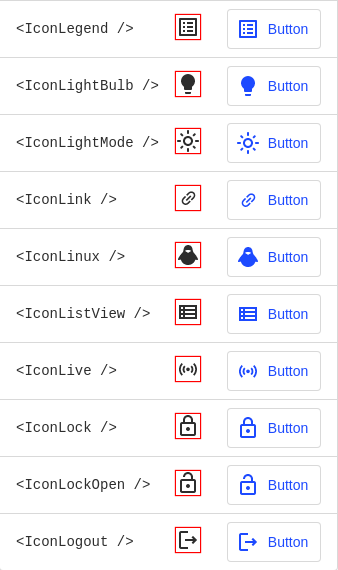 <IconLegend /> Button
<IconLightBulb /> Button
<IconLightMode /> Button
<IconLink /> Button
<IconLinux /> Button
<IconListView /> Button
<IconLive /> Button
<IconLock /> Button
<IconLockOpen /> Button
<IconLogout /> Button